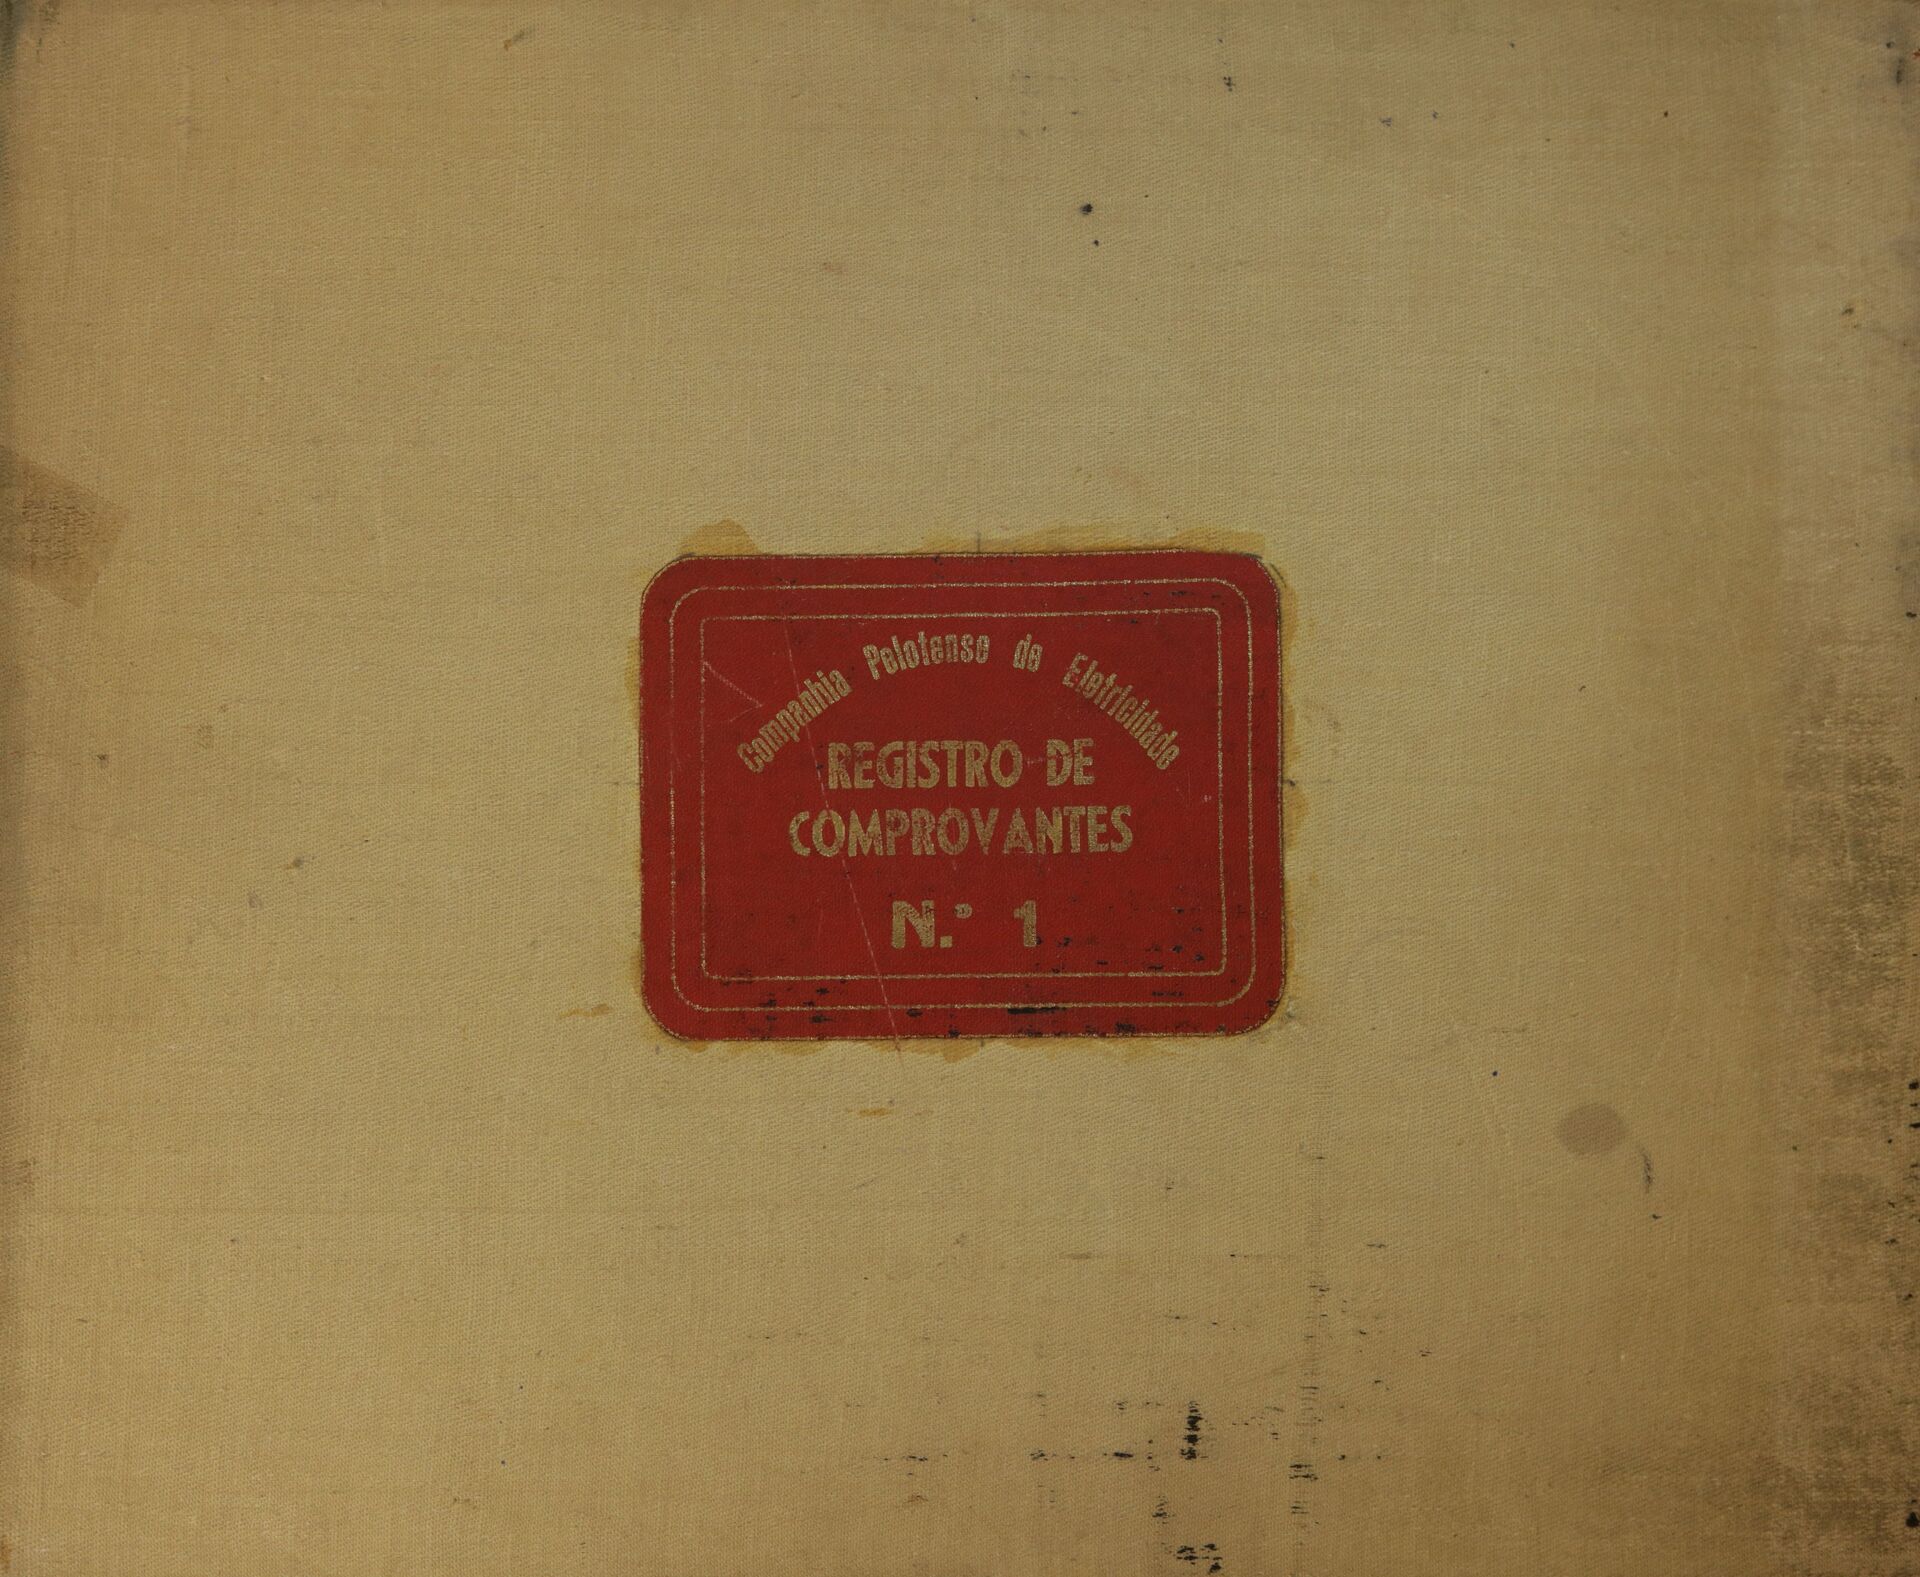 Companhia Pelotense de Eletricidade
REGISTRO DE
COMPROVANTES
N.º 1